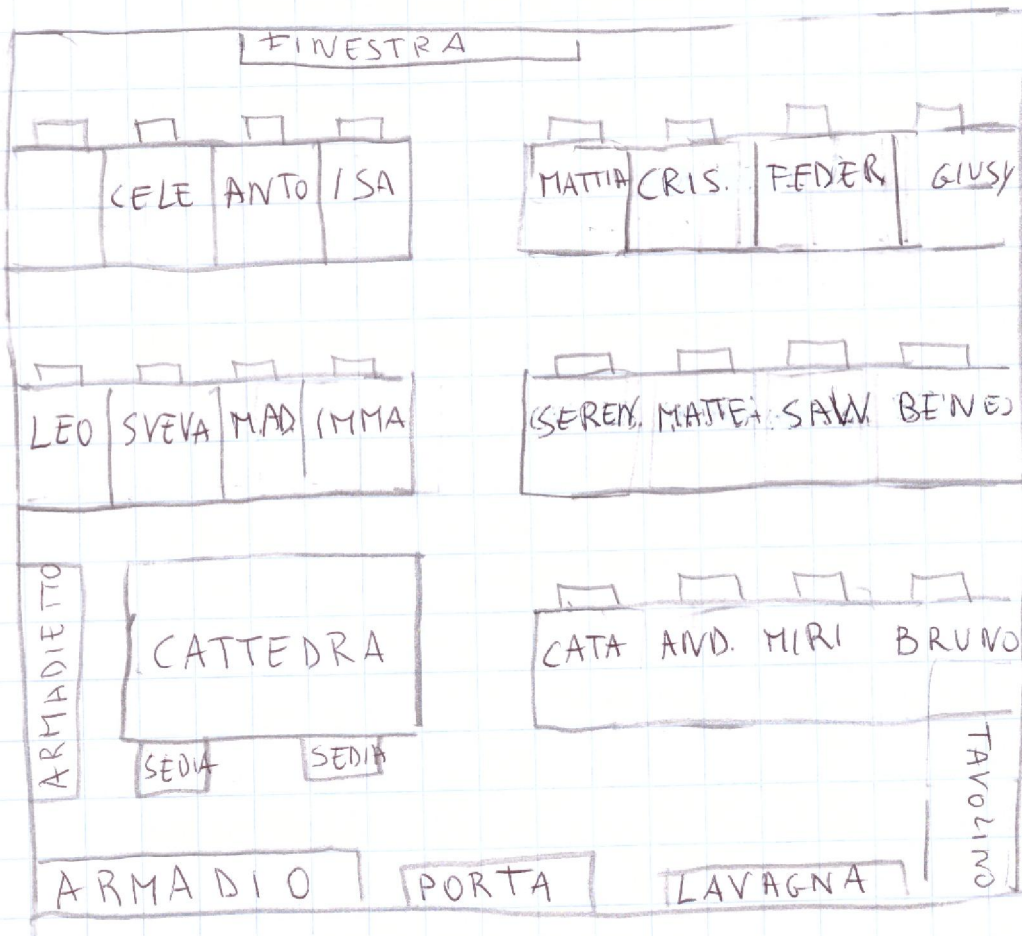 FINESTRA
CELE ANTO ISA MATTIA CRIS. FEDER GIUSY
LEO SVEVA MAD IMMA SEREN. MATTE SALV. BENE
ARMADIETTO
CATTEDRA
CATA AND. MIRI BRUNO
SEDIA SEDIA
TAVOLINO
ARMADIO PORTA LAVAGNA